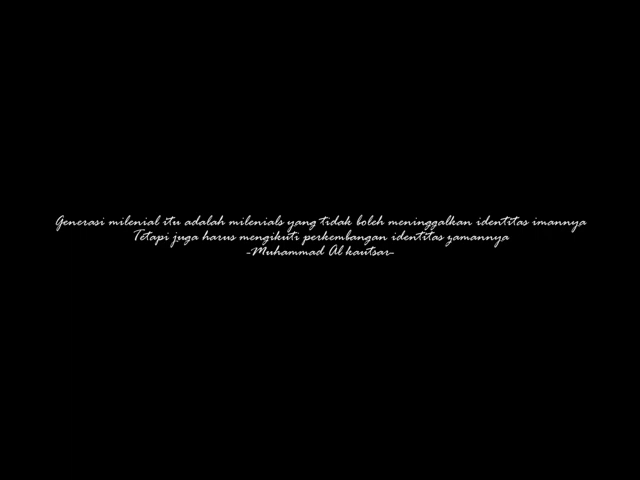 Generasi milenial itu adalah milenials yang tidak boleh meninggalkan identitas imannya
Tetapi juga harus mengikuti perkembangan identitas zamannya
-Muhammad Al kautsar-